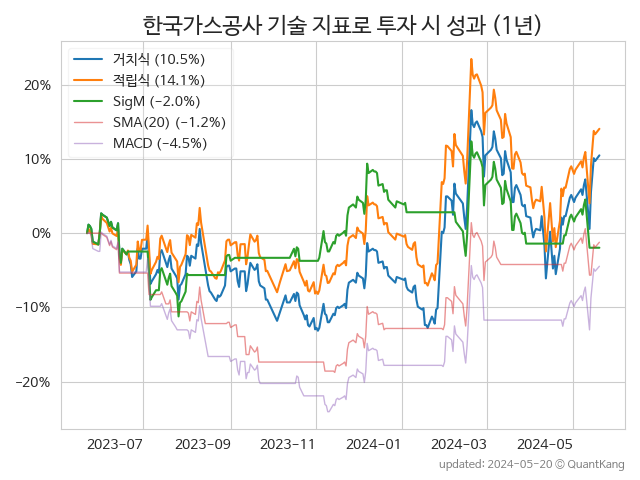 한국가스공사 기술 지표로 투자 시 성과 (1년)
거치식 (10.5%)
적립식 (14.1%)
SigM (−2.0%)
SMA(20) (−1.2%)
MACD (−4.5%)
20%
10%
0%
−10%
−20%
2023-07
2023-09
2023-11
2024-01
2024-03
2024-05
updated: 2024-05-20 © QuantKang